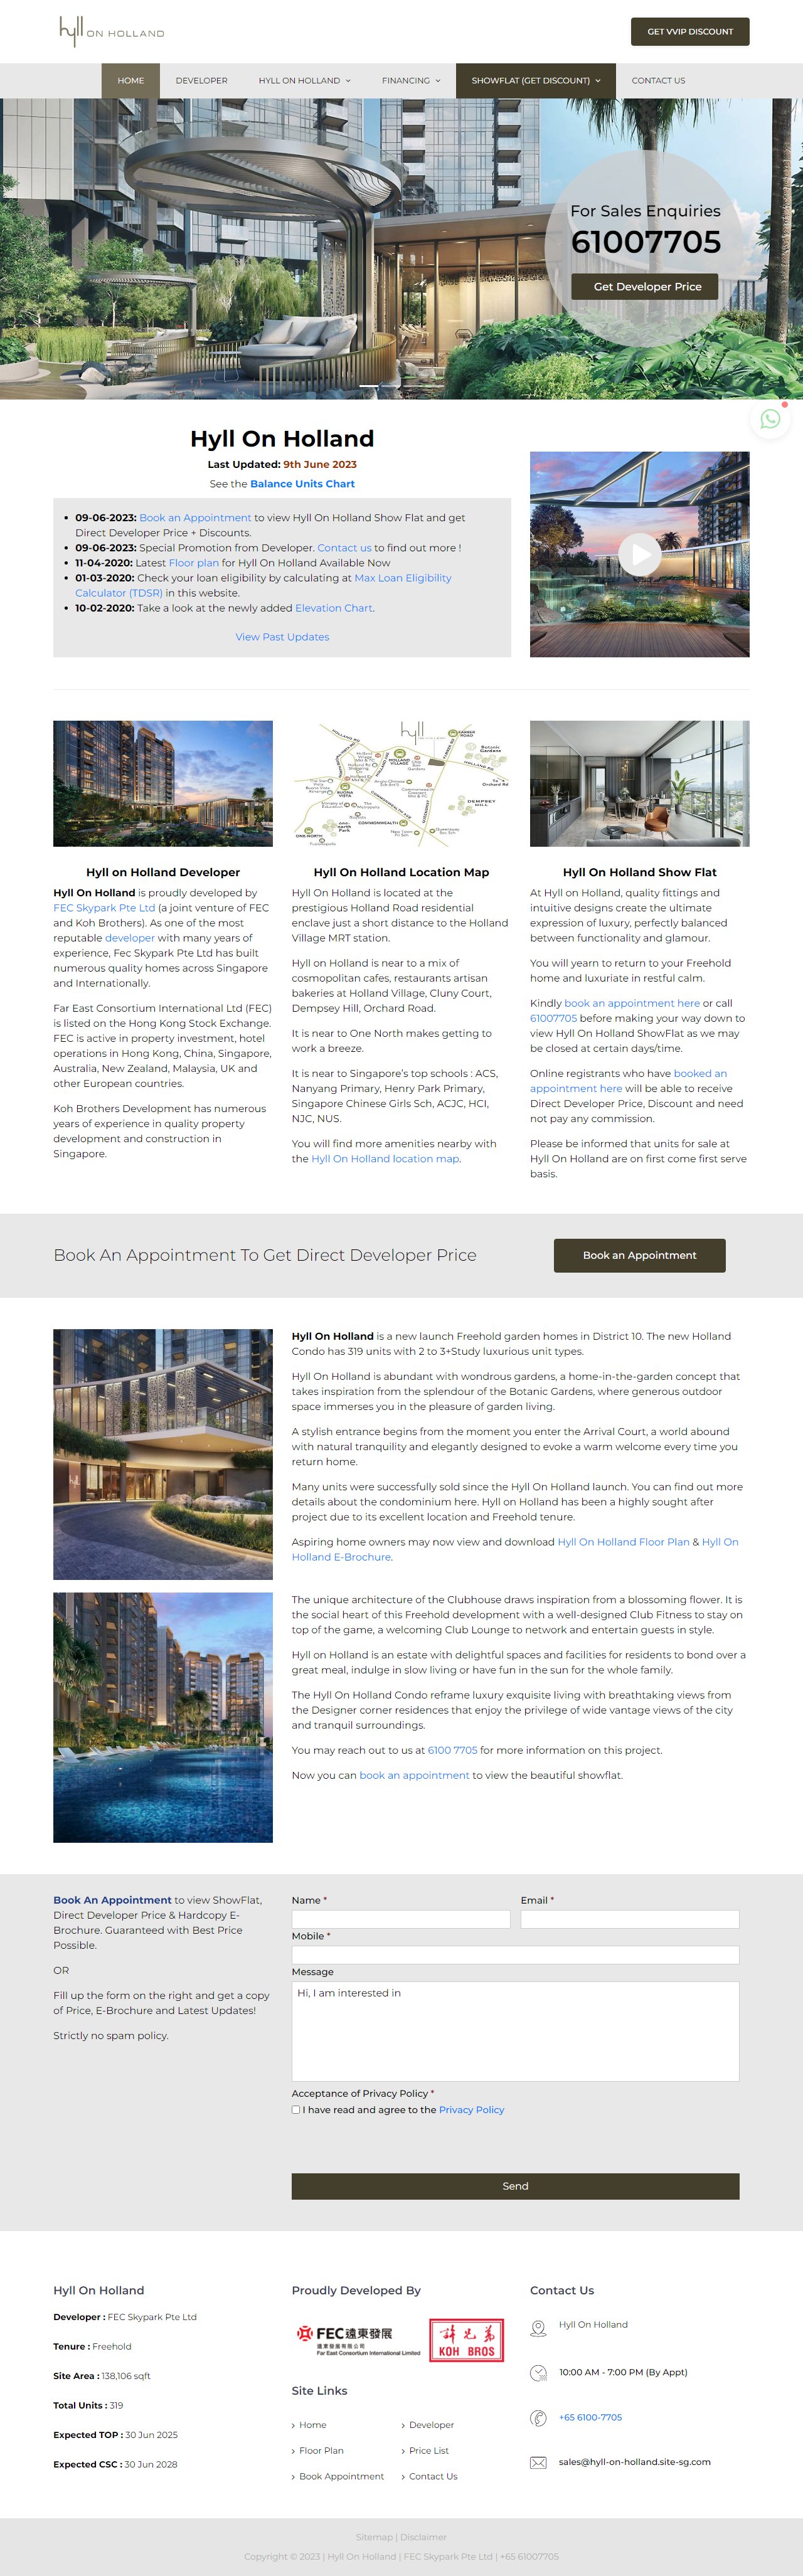 hyll ON HOLLAND
GET VVIP DISCOUNT
HOME
DEVELOPER
HYLL ON HOLLAND
FINANCING
SHOWFLAT (GET DISCOUNT)
CONTACT US
For Sales Enquiries
61007705
Get Developer Price
Hyll On Holland
Last Updated: 9th June 2023
See the Balance Units Chart
09-06-2023: Book an Appointment to view Hyll On Holland Show Flat and get
Direct Developer Price + Discounts.
09-06-2023: Special Promotion from Developer. Contact us to find out more !
11-04-2020: Latest Floor plan for Hyll On Holland Available Now
01-03-2020: Check your loan eligibility by calculating at Max Loan Eligibility
Calculator (TDSR) in this website.
10-02-2020: Take a look at the newly added Elevation Chart.
View Past Updates
Hyll on Holland Developer
Hyll On Holland is proudly developed by
FEC Skypark Pte Ltd (a joint venture of FEC
and Koh Brothers). As one of the most
reputable developer with many years of
experience, Fec Skypark Pte Ltd has built
numerous quality homes across Singapore
and Internationally.
Far East Consortium International Ltd (FEC)
is listed on the Hong Kong Stock Exchange.
FEC is active in property investment, hotel
operations in Hong Kong, China, Singapore,
Australia, New Zealand, Malaysia, UK and
other European countries.
Koh Brothers Development has numerous
years of experience in quality property
development and construction in
Singapore.
hyll
HOLLAND VILLAGE
BUONA VISTA
COMMONWEALTH
ONE-NORTH
DEMPSEY HILL
Botanic Gardens
Hyll On Holland Location Map
Hyll On Holland is located at the
prestigious Holland Road residential
enclave just a short distance to the Holland
Village MRT station.
Hyll on Holland is near to a mix of
cosmopolitan cafes, restaurants artisan
bakeries at Holland Village, Cluny Court,
Dempsey Hill, Orchard Road.
It is near to One North makes getting to
work a breeze.
It is near to Singapore's top schools : ACS,
Nanyang Primary, Henry Park Primary,
Singapore Chinese Girls Sch, ACJC, HCI,
NJC, NUS.
You will find more amenities nearby with
the Hyll On Holland location map.
Hyll On Holland Show Flat
At Hyll on Holland, quality fittings and
intuitive designs create the ultimate
expression of luxury, perfectly balanced
between functionality and glamour.
You will yearn to return to your Freehold
home and luxuriate in restful calm.
Kindly book an appointment here or call
61007705 before making your way down to
view Hyll On Holland ShowFlat as we may
be closed at certain days/time.
Online registrants who have booked an
appointment here will be able to receive
Direct Developer Price, Discount and need
not pay any commission.
Please be informed that units for sale at
Hyll On Holland are on first come first serve
basis.
Book An Appointment To Get Direct Developer Price
Book an Appointment
Hyll On Holland is a new launch Freehold garden homes in District 10. The new Holland
Condo has 319 units with 2 to 3+Study luxurious unit types.
Hyll On Holland is abundant with wondrous gardens, a home-in-the-garden concept that
takes inspiration from the splendour of the Botanic Gardens, where generous outdoor
space immerses you in the pleasure of garden living.
A stylish entrance begins from the moment you enter the Arrival Court, a world abound
with natural tranquility and elegantly designed to evoke a warm welcome every time you
return home.
Many units were successfully sold since the Hyll On Holland launch. You can find out more
details about the condominium here. Hyll on Holland has been a highly sought after
project due to its excellent location and Freehold tenure.
Aspiring home owners may now view and download Hyll On Holland Floor Plan & Hyll On
Holland E-Brochure.
The unique architecture of the Clubhouse draws inspiration from a blossoming flower. It is
the social heart of this Freehold development with a well-designed Club Fitness to stay on
top of the game, a welcoming Club Lounge to network and entertain guests in style.
Hyll on Holland is an estate with delightful spaces and facilities for residents to bond over a
great meal, indulge in slow living or have fun in the sun for the whole family.
The Hyll On Holland Condo reframe luxury exquisite living with breathtaking views from
the Designer corner residences that enjoy the privilege of wide vantage views of the city
and tranquil surroundings.
You may reach out to us at 6100 7705 for more information on this project.
Now you can book an appointment to view the beautiful showflat.
Book An Appointment to view ShowFlat,
Direct Developer Price & Hardcopy E-
Brochure. Guaranteed with Best Price
Possible.
OR
Fill up the form on the right and get a copy
of Price, E-Brochure and Latest Updates!
Strictly no spam policy.
Name *
Email *
Mobile *
Message
Hi, I am interested in
Acceptance of Privacy Policy *
I have read and agree to the Privacy Policy
Send
Hyll On Holland
Developer : FEC Skypark Pte Ltd
Tenure : Freehold
Site Area : 138,106 sqft
Total Units : 319
Expected TOP : 30 Jun 2025
Expected CSC : 30 Jun 2028
Proudly Developed By
FEC 遠東發展
遠東發展有限公司
Far East Consortium International Limited
許兄弟
KOH BROS
Site Links
Home
Developer
Floor Plan
Price List
Book Appointment
Contact Us
Contact Us
Hyll On Holland
10:00 AM - 7:00 PM (By Appt)
+65 6100-7705
sales@hyll-on-holland.site-sg.com
Sitemap | Disclaimer
Copyright © 2023 | Hyll On Holland | FEC Skypark Pte Ltd | +65 61007705